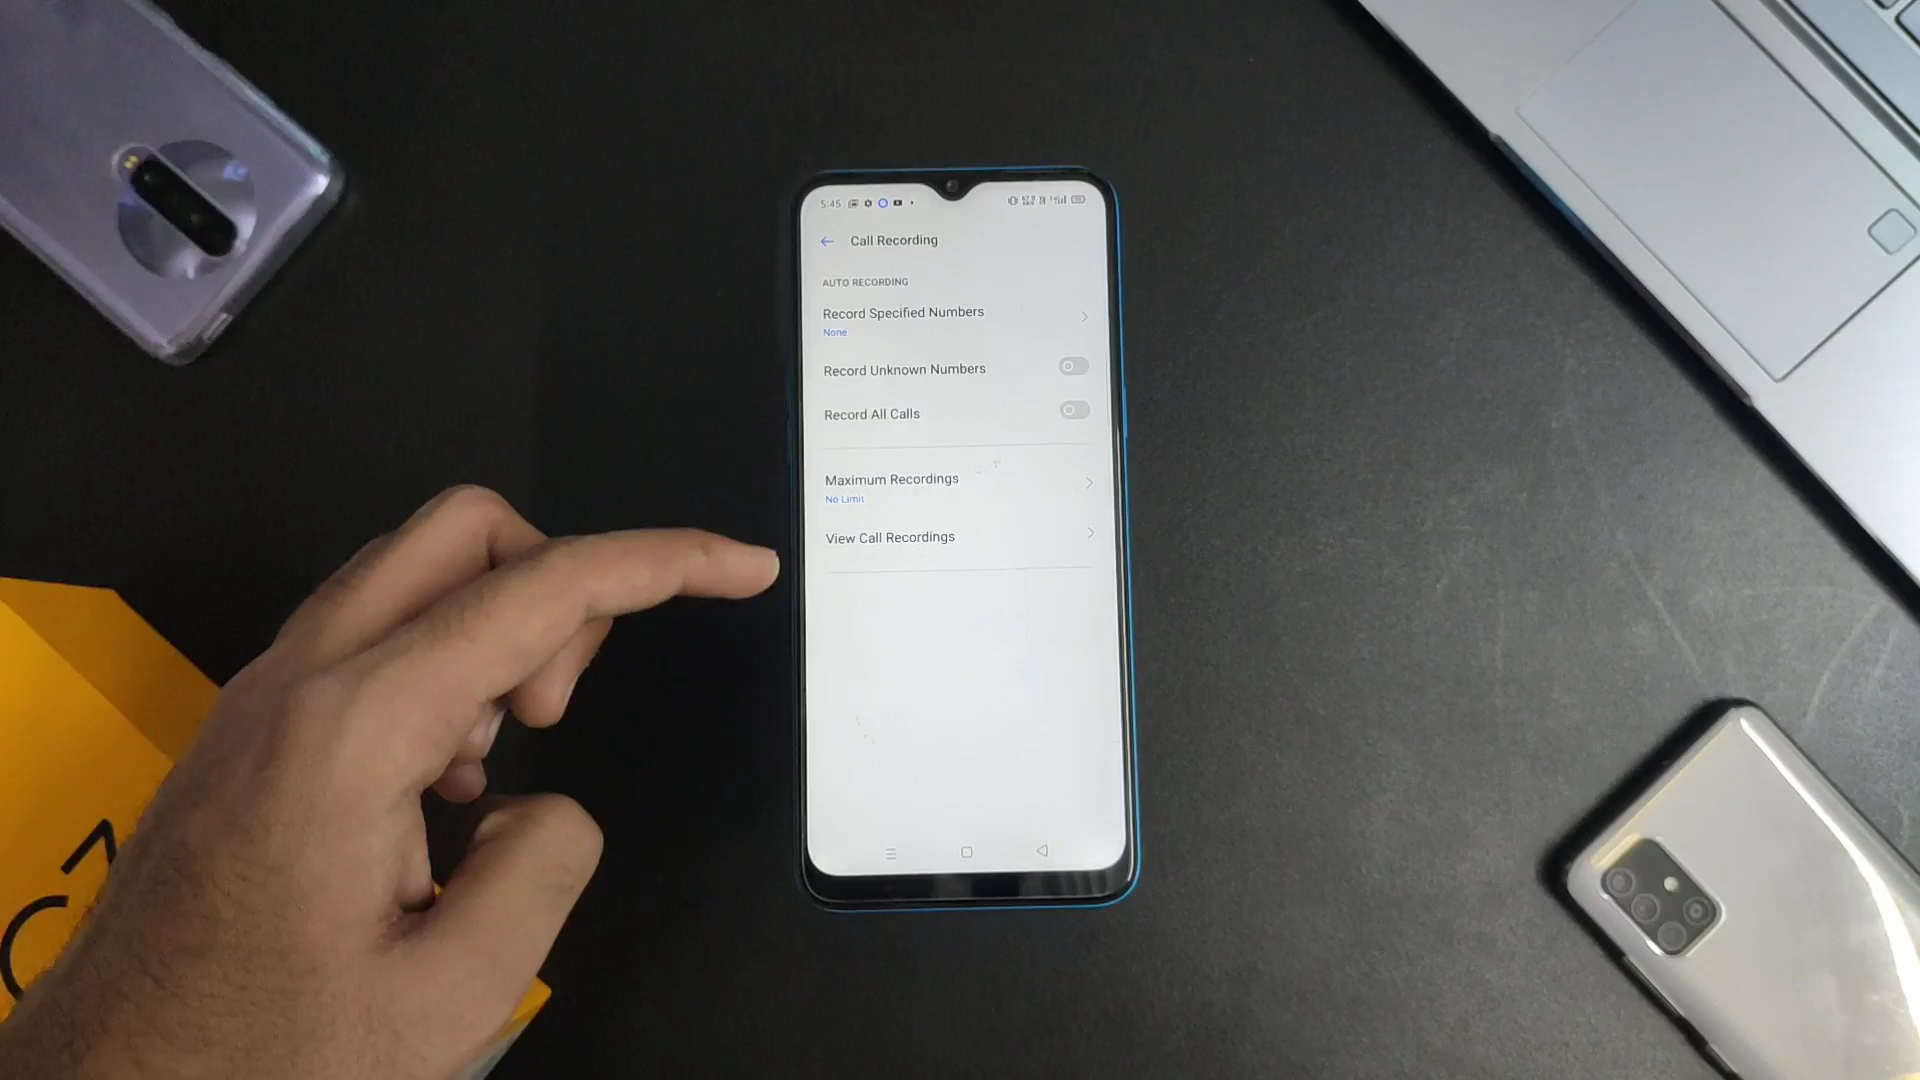 5:45
Call Recording
AUTO RECORDING
Record Specified Numbers
None
Record Unknown Numbers
Record All Calls
Maximum Recordings
No Limit
View Call Recordings